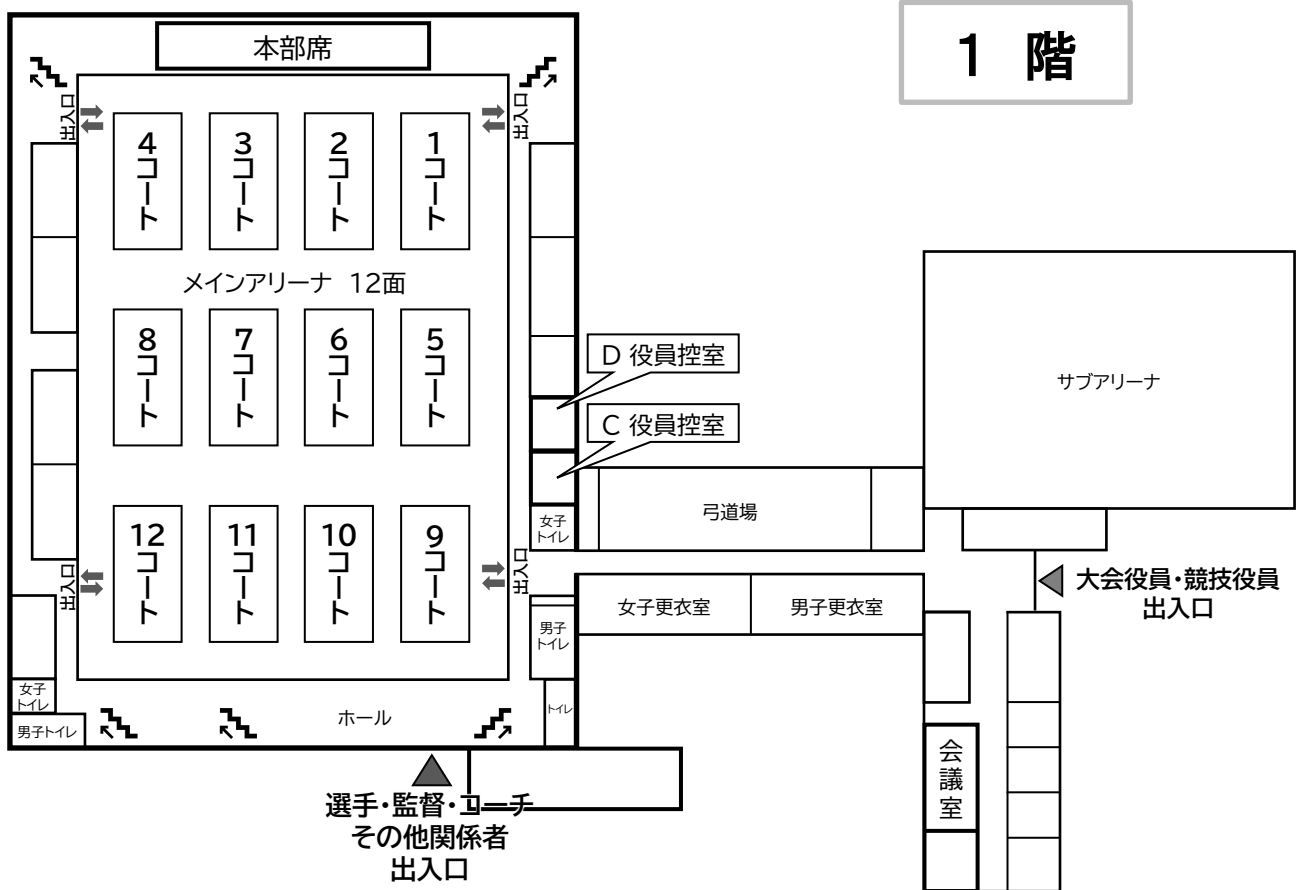 1 階
本部席
出入口
出入口
4コート
3コート
2コート
1コート
メインアリーナ 12面
8コート
7コート
6コート
5コート
D 役員控室
C 役員控室
サブアリーナ
12コート
11コート
10コート
9コート
女子
トイレ
弓道場
出入口
出入口
大会役員・競技役員
出入口
女子更衣室
男子更衣室
男子
トイレ
女子
トイレ
男子トイレ
ホール
トイレ
会議室
選手・監督・コーチ
その他関係者
出入口